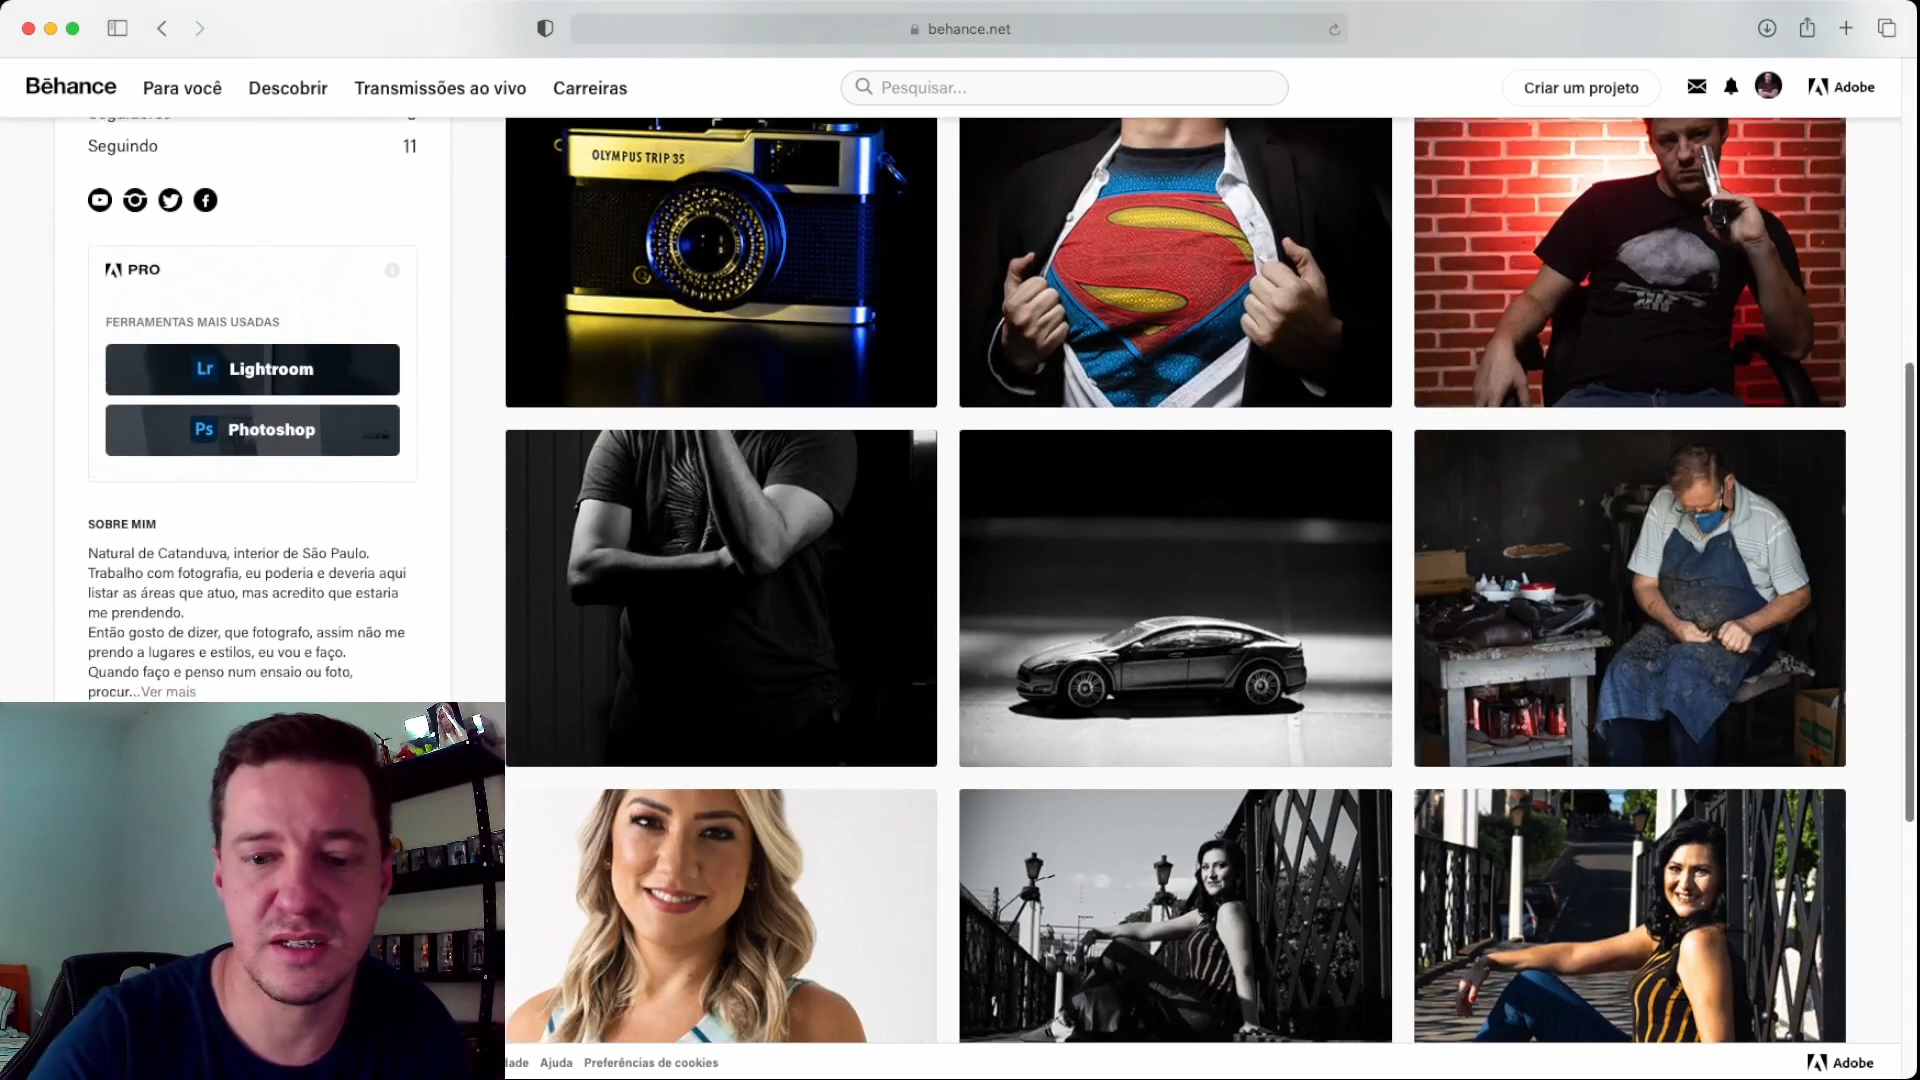 behance.net
Bēhance Para você Descobrir Transmissões ao vivo Carreiras Pesquisar... Criar um projeto Adobe
Seguindo 11
PRO
FERRAMENTAS MAIS USADAS
Lr Lightroom
Ps Photoshop
SOBRE MIM
Natural de Catanduva, interior de São Paulo.
Trabalho com fotografia, eu poderia e deveria aqui
listar as áreas que atuo, mas acredito que estaria
me prendendo.
Então gosto de dizer, que fotografo, assim não me
prendo a lugares e estilos, eu vou e faço.
Quando faço e penso num ensaio ou foto,
procur...Ver mais
OLYMPUS TRIP 35
dade Ajuda Preferências de cookies Adobe